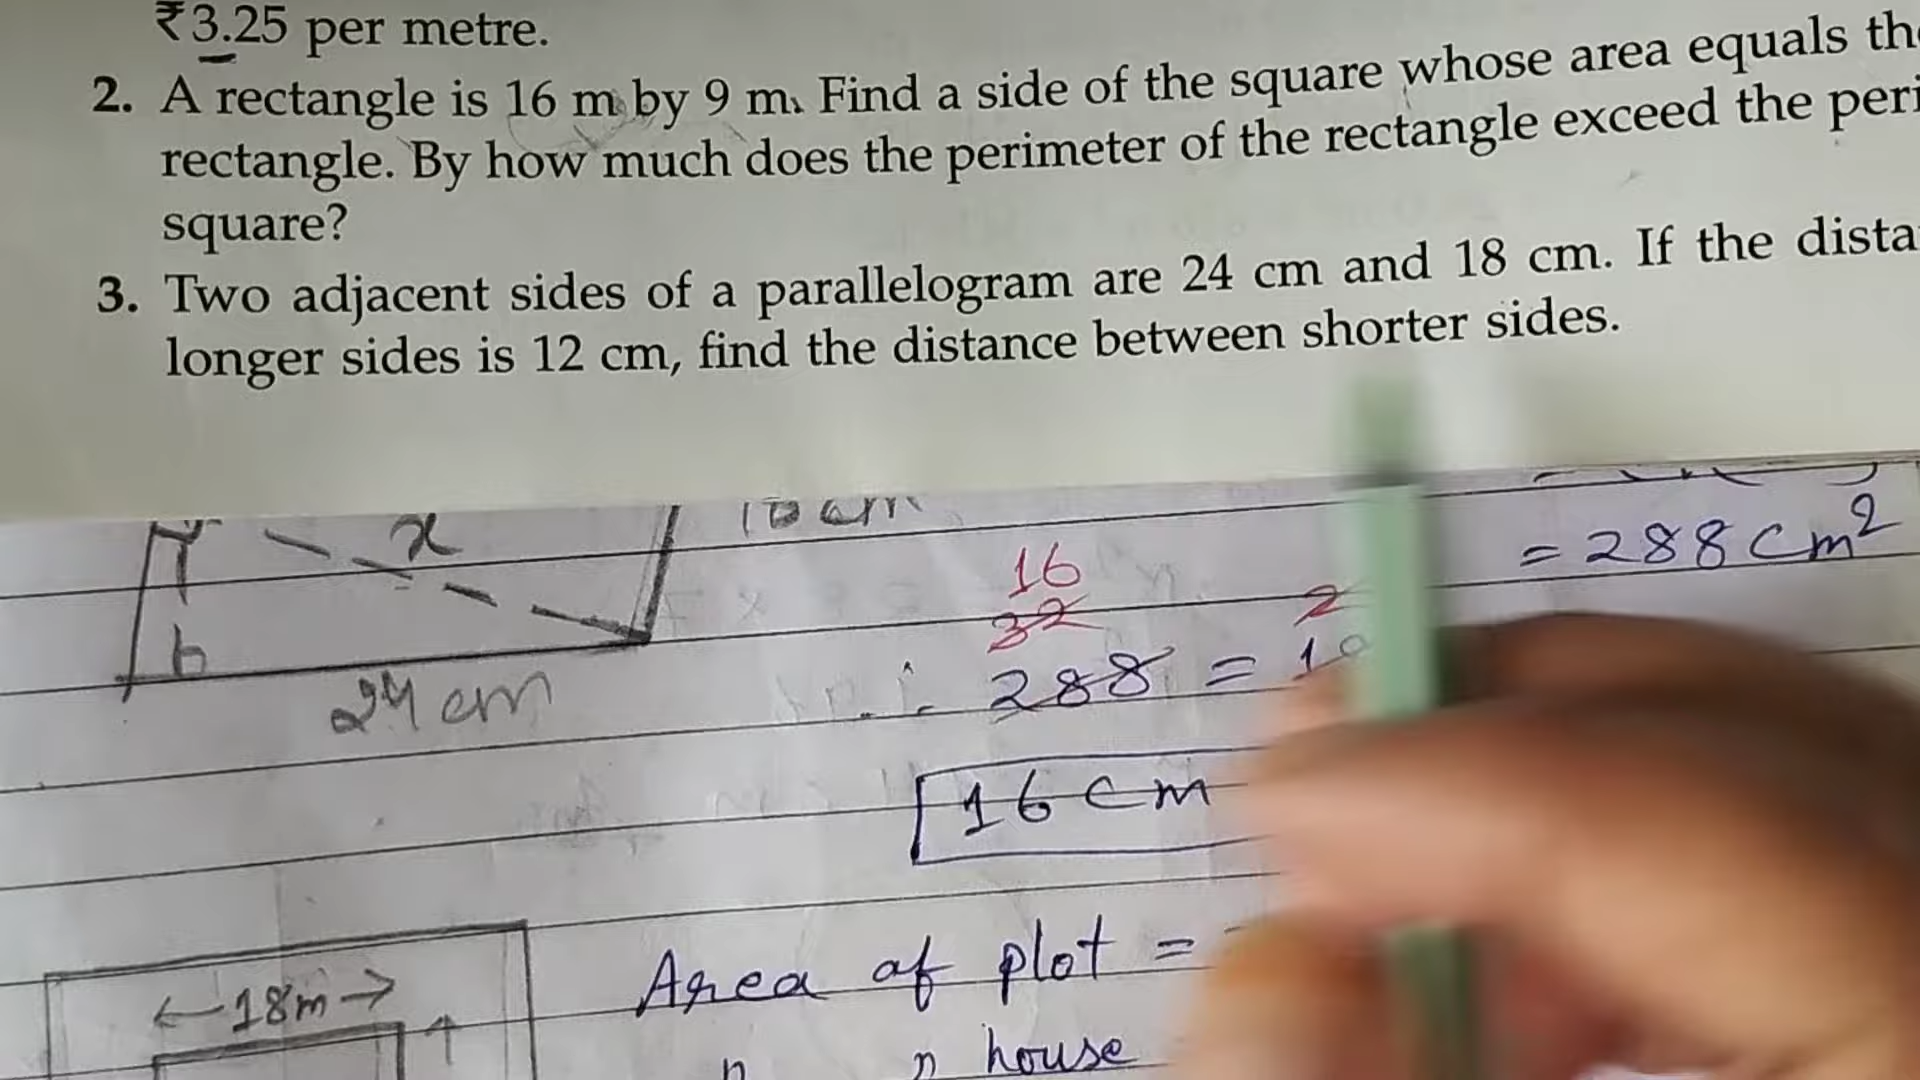 ₹3.25 per metre.
2. A rectangle is 16 m by 9 m. Find a side of the square whose area equals the
rectangle. By how much does the perimeter of the rectangle exceed the peri
square?
3. Two adjacent sides of a parallelogram are 24 cm and 18 cm. If the dista
longer sides is 12 cm, find the distance between shorter sides.
x cm
= 288 cm²
16
32 2
b
24 cm
∴ 288 = 1
16 cm
Area of plot =
←18m→
↑
" " house